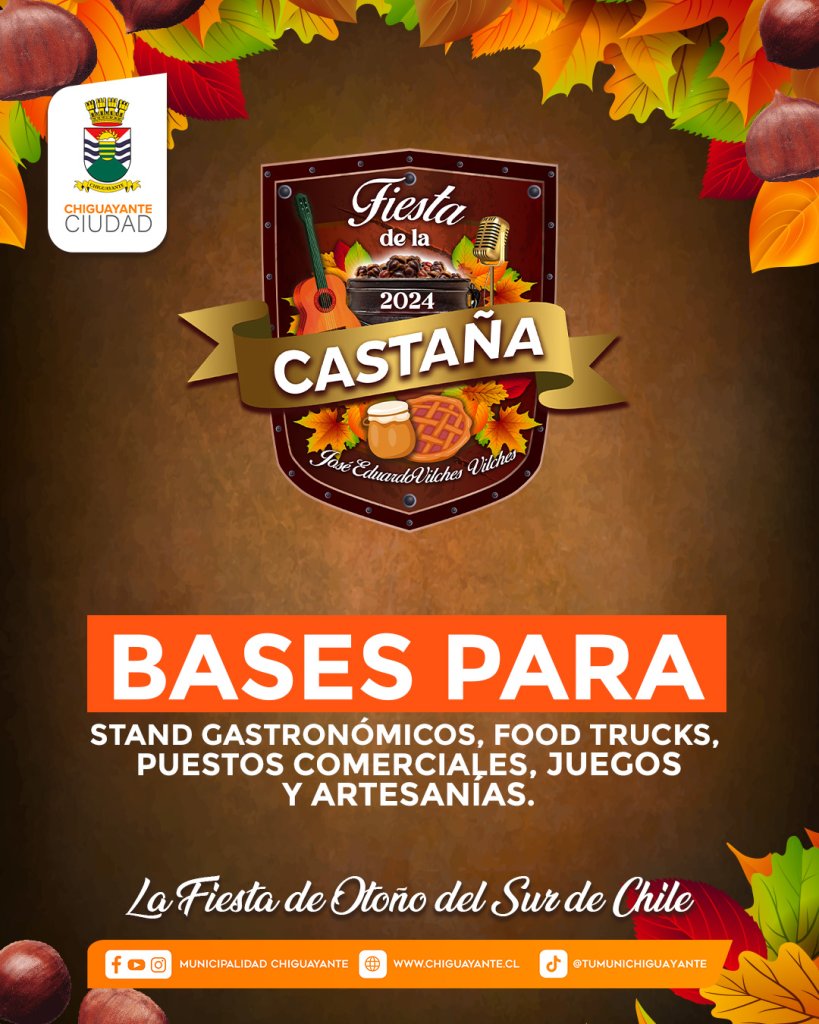 CHIGUAYANTE
CHIGUAYANTE
CIUDAD
Fiesta
de la
2024
CASTAÑA
José Eduardo Vilches Vilches
BASES PARA
STAND GASTRONÓMICOS, FOOD TRUCKS,
PUESTOS COMERCIALES, JUEGOS
Y ARTESANÍAS.
La Fiesta de Otoño del Sur de Chile
MUNICIPALIDAD CHIGUAYANTE WWW.CHIGUAYANTE.CL @TUMUNICHIGUAYANTE